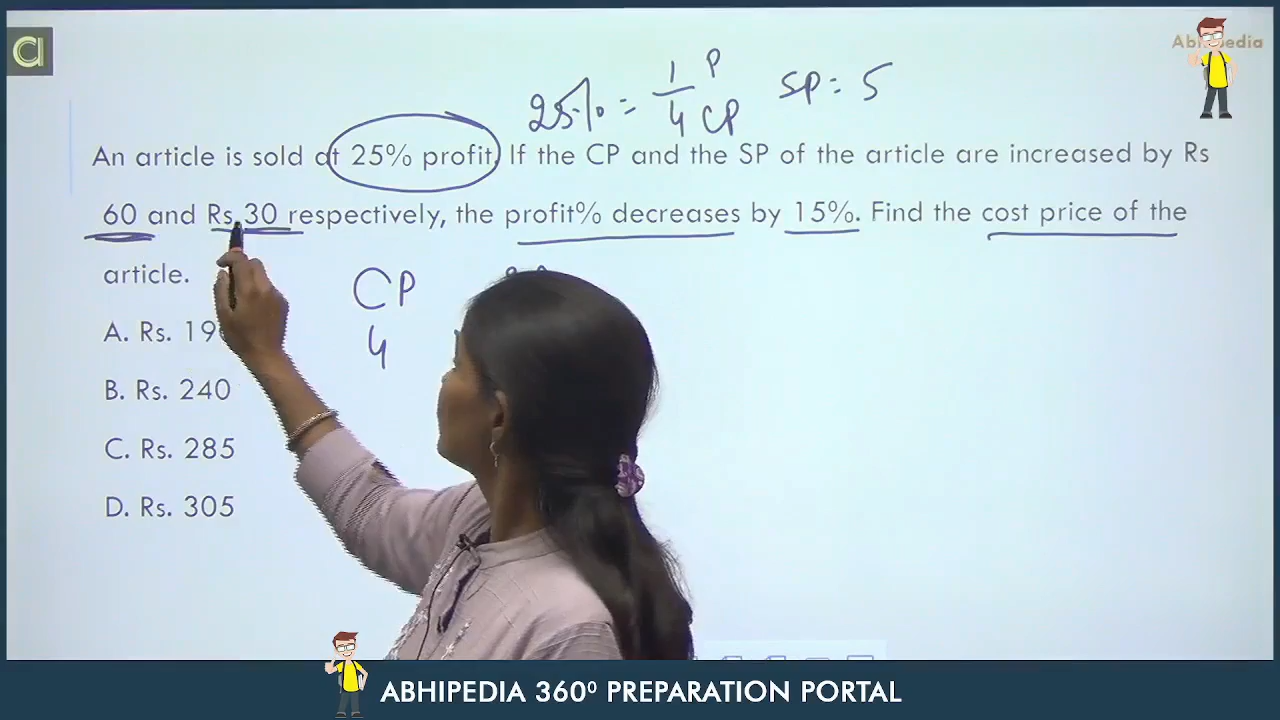 25% = 1/4 P CP SP = 5
An article is sold at 25% profit. If the CP and the SP of the article are increased by Rs
60 and Rs. 30 respectively, the profit% decreases by 15%. Find the cost price of the
article.
CP
4
A. Rs. 19
B. Rs. 240
C. Rs. 285
D. Rs. 305
ABHIPEDIA 360⁰ PREPARATION PORTAL